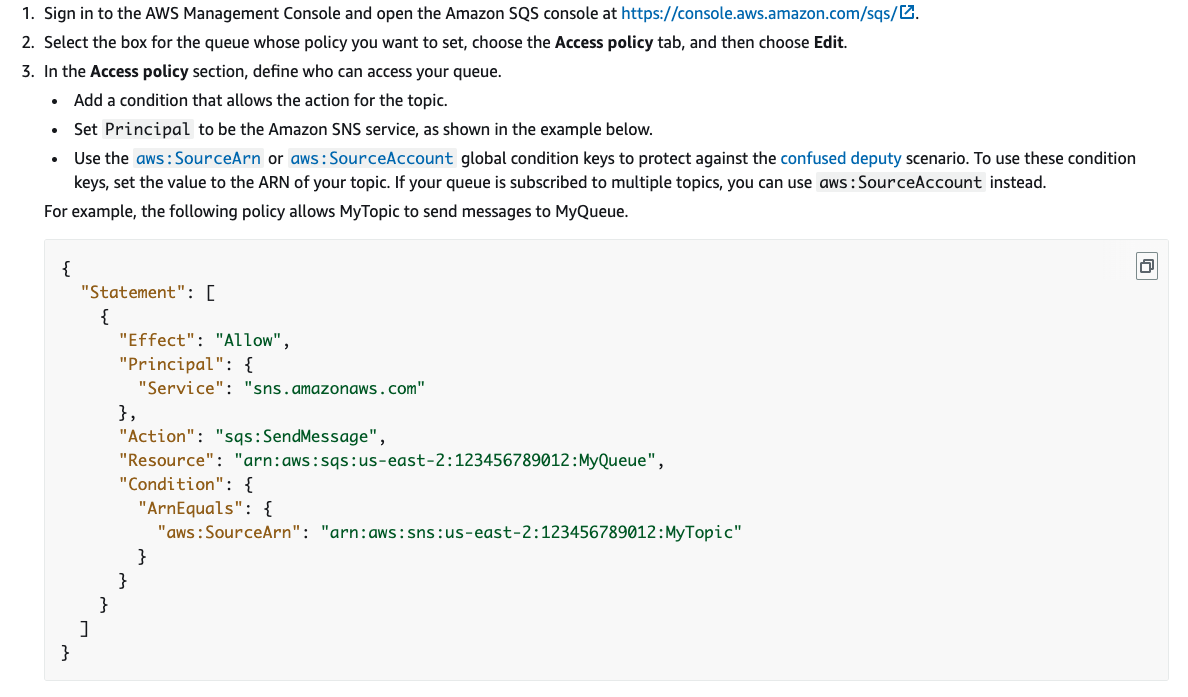 1. Sign in to the AWS Management Console and open the Amazon SQS console at https://console.aws.amazon.com/sqs/.
2. Select the box for the queue whose policy you want to set, choose the Access policy tab, and then choose Edit.
3. In the Access policy section, define who can access your queue.
• Add a condition that allows the action for the topic.
• Set Principal to be the Amazon SNS service, as shown in the example below.
• Use the aws:SourceArn or aws:SourceAccount global condition keys to protect against the confused deputy scenario. To use these condition
keys, set the value to the ARN of your topic. If your queue is subscribed to multiple topics, you can use aws:SourceAccount instead.
For example, the following policy allows MyTopic to send messages to MyQueue.
{
  "Statement": [
    {
      "Effect": "Allow",
      "Principal": {
        "Service": "sns.amazonaws.com"
      },
      "Action": "sqs:SendMessage",
      "Resource": "arn:aws:sqs:us-east-2:123456789012:MyQueue",
      "Condition": {
        "ArnEquals": {
          "aws:SourceArn": "arn:aws:sns:us-east-2:123456789012:MyTopic"
        }
      }
    }
  ]
}